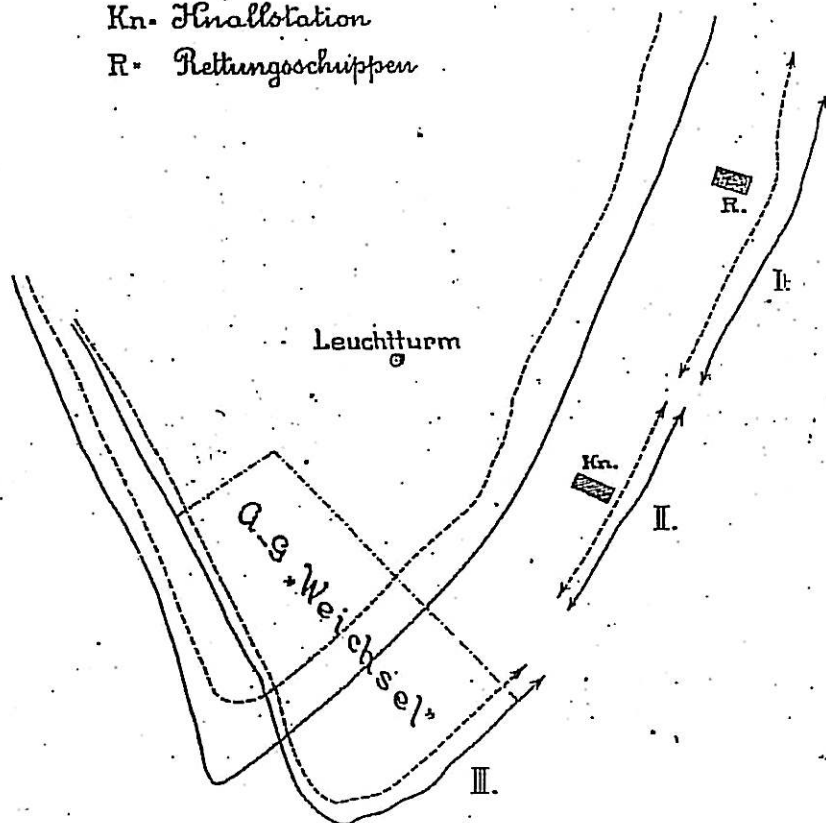 Kn= Knallstation
R= Rettungsschuppen
R.
I.
Leuchtturm
Kn.
II.
A-G „Weichsel"
III.